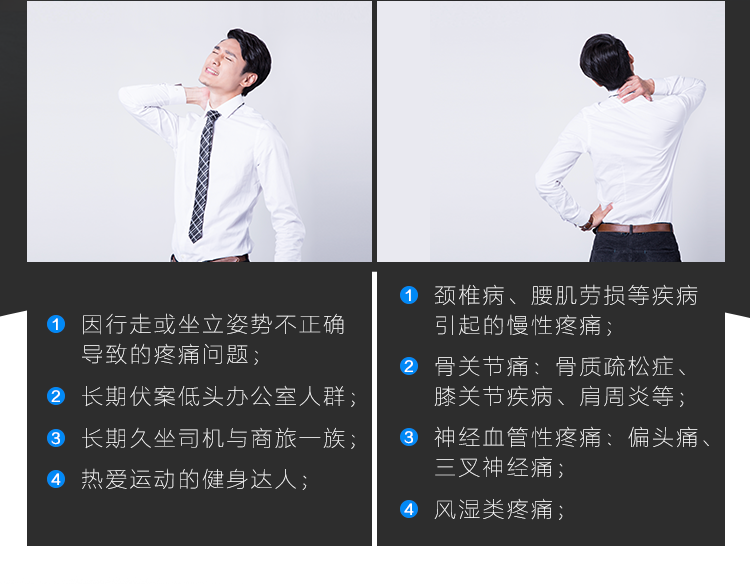 1 因行走或坐立姿势不正确
导致的疼痛问题；
2 长期伏案低头办公室人群；
3 长期久坐司机与商旅一族；
4 热爱运动的健身达人；
1 颈椎病、腰肌劳损等疾病
引起的慢性疼痛；
2 骨关节痛：骨质疏松症、
膝关节疾病、肩周炎等；
3 神经血管性疼痛：偏头痛、
三叉神经痛；
4 风湿类疼痛；